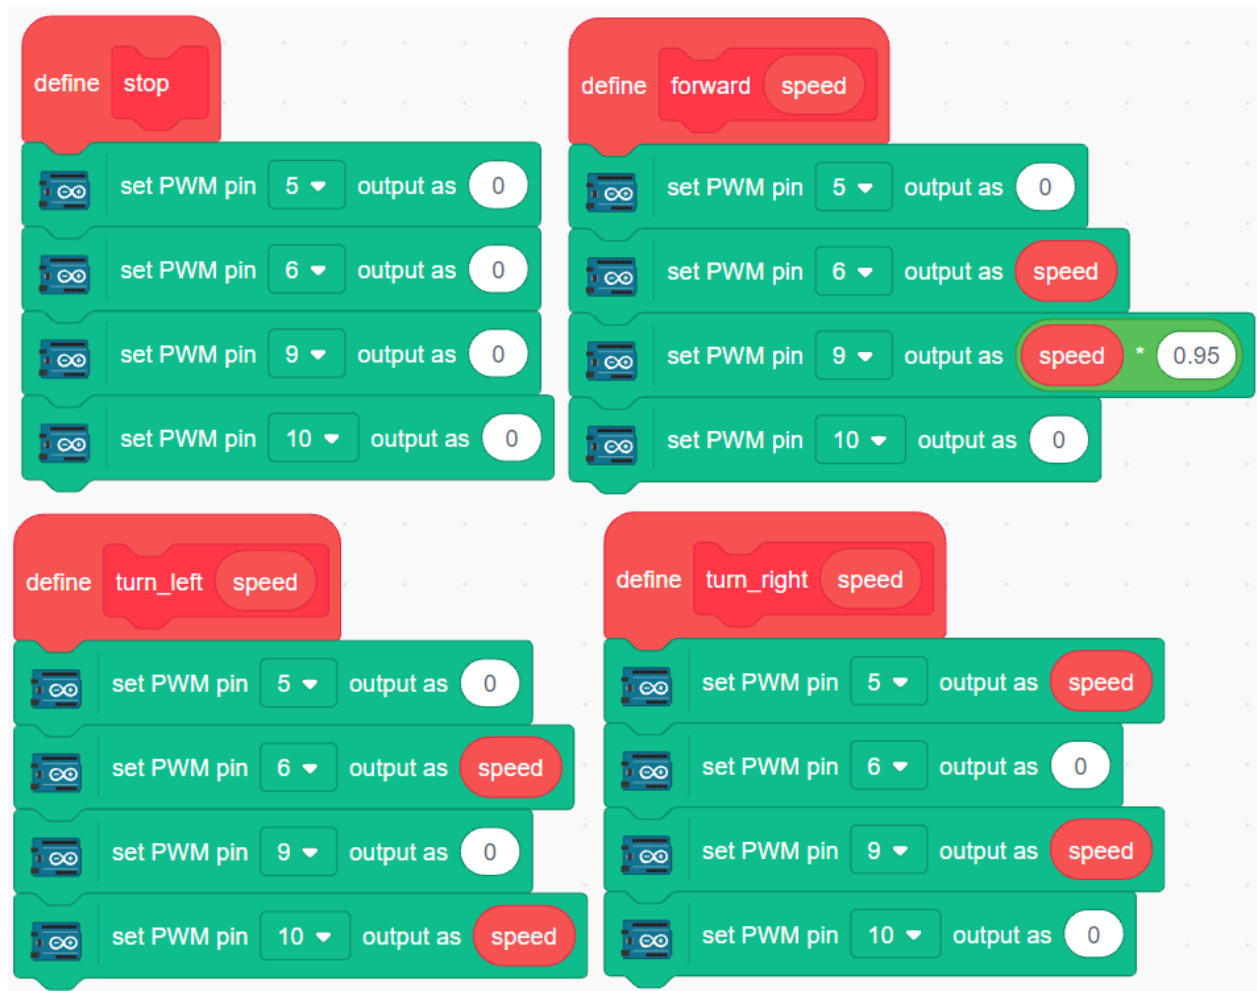 define stop
set PWM pin 5 output as 0
set PWM pin 6 output as 0
set PWM pin 9 output as 0
set PWM pin 10 output as 0
define forward speed
set PWM pin 5 output as 0
set PWM pin 6 output as speed
set PWM pin 9 output as speed * 0.95
set PWM pin 10 output as 0
define turn_left speed
set PWM pin 5 output as 0
set PWM pin 6 output as speed
set PWM pin 9 output as 0
set PWM pin 10 output as speed
define turn_right speed
set PWM pin 5 output as speed
set PWM pin 6 output as 0
set PWM pin 9 output as speed
set PWM pin 10 output as 0